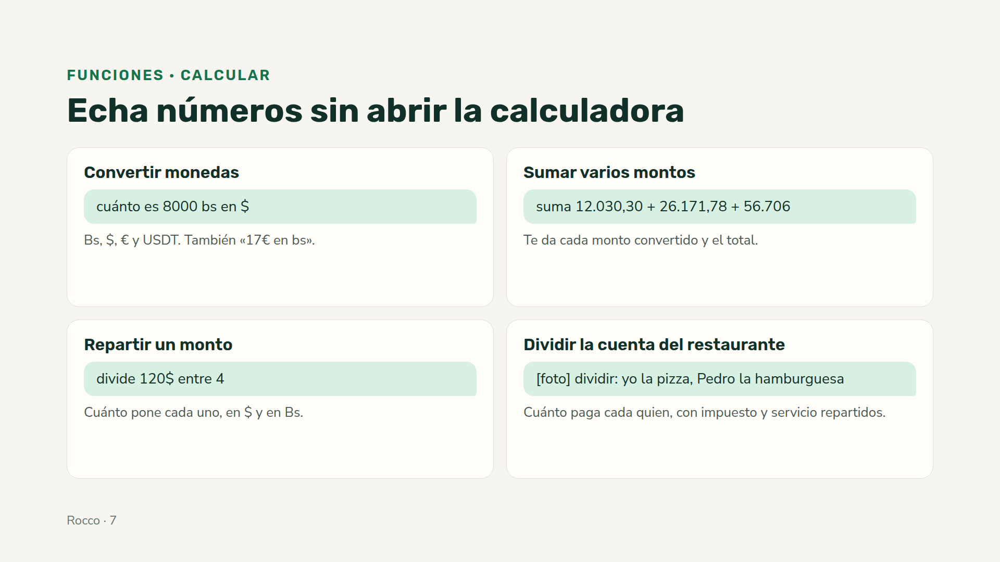 FUNCIONES • CALCULAR
Echa números sin abrir la calculadora
Convertir monedas
cuánto es 8000 bs en $
Bs, $, € y USDT. También «17€ en bs».
Sumar varios montos
suma 12.030,30 + 26.171,78 + 56.706
Te da cada monto convertido y el total.
Repartir un monto
divide 120$ entre 4
Cuánto pone cada uno, en $ y en Bs.
Dividir la cuenta del restaurante
[foto] dividir: yo la pizza, Pedro la hamburguesa
Cuánto paga cada quien, con impuesto y servicio repartidos.
Rocco · 7